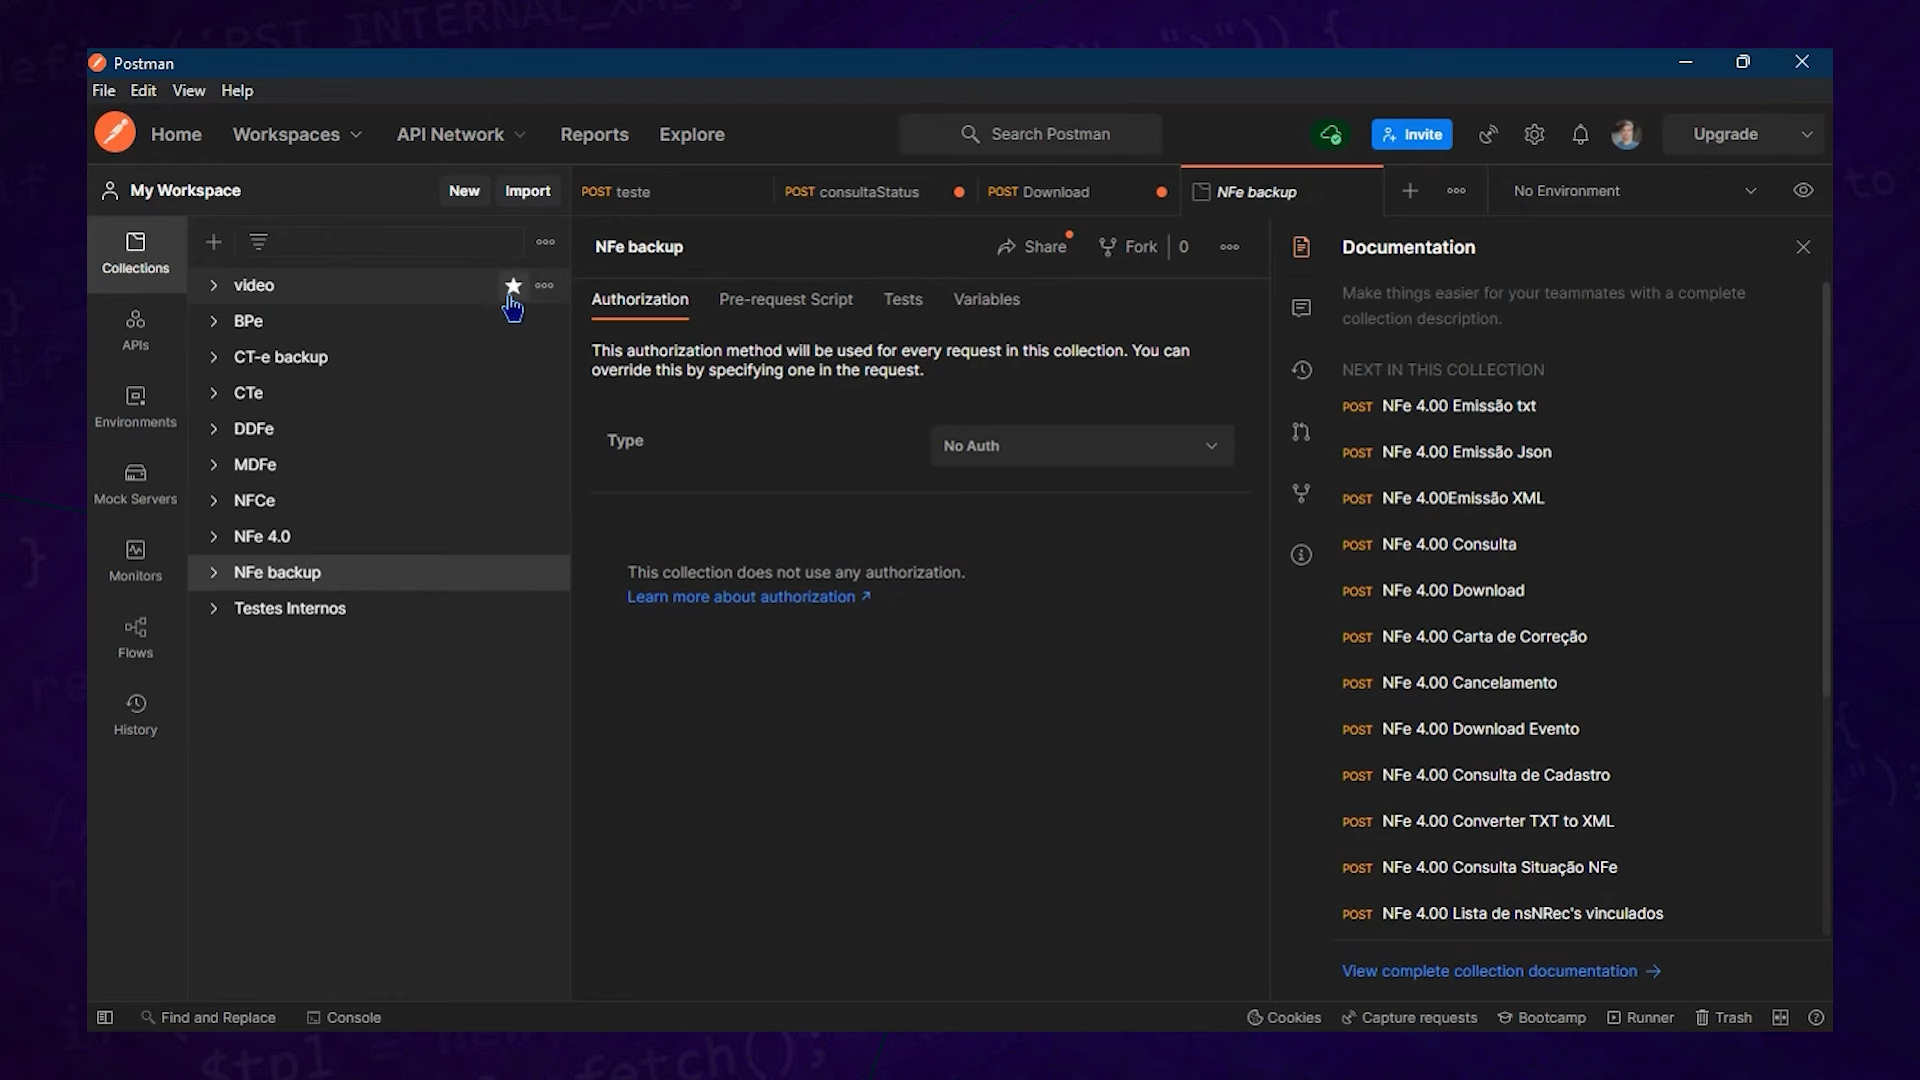 Postman
File Edit View Help
Home Workspaces API Network Reports Explore Search Postman Invite Upgrade
My Workspace New Import POST teste POST consultaStatus POST Download NFe backup No Environment
Collections
APIs
Environments
Mock Servers
Monitors
Flows
History
video
BPe
CT-e backup
CTe
DDFe
MDFe
NFCe
NFe 4.0
NFe backup
Testes Internos
NFe backup Share Fork 0
Authorization Pre-request Script Tests Variables
This authorization method will be used for every request in this collection. You can
override this by specifying one in the request.
Type No Auth
This collection does not use any authorization.
Learn more about authorization ↗
Documentation
Make things easier for your teammates with a complete
collection description.
NEXT IN THIS COLLECTION
POST NFe 4.00 Emissão txt
POST NFe 4.00 Emissão Json
POST NFe 4.00Emissão XML
POST NFe 4.00 Consulta
POST NFe 4.00 Download
POST NFe 4.00 Carta de Correção
POST NFe 4.00 Cancelamento
POST NFe 4.00 Download Evento
POST NFe 4.00 Consulta de Cadastro
POST NFe 4.00 Converter TXT to XML
POST NFe 4.00 Consulta Situação NFe
POST NFe 4.00 Lista de nsNRec's vinculados
View complete collection documentation →
Find and Replace Console Cookies Capture requests Bootcamp Runner Trash